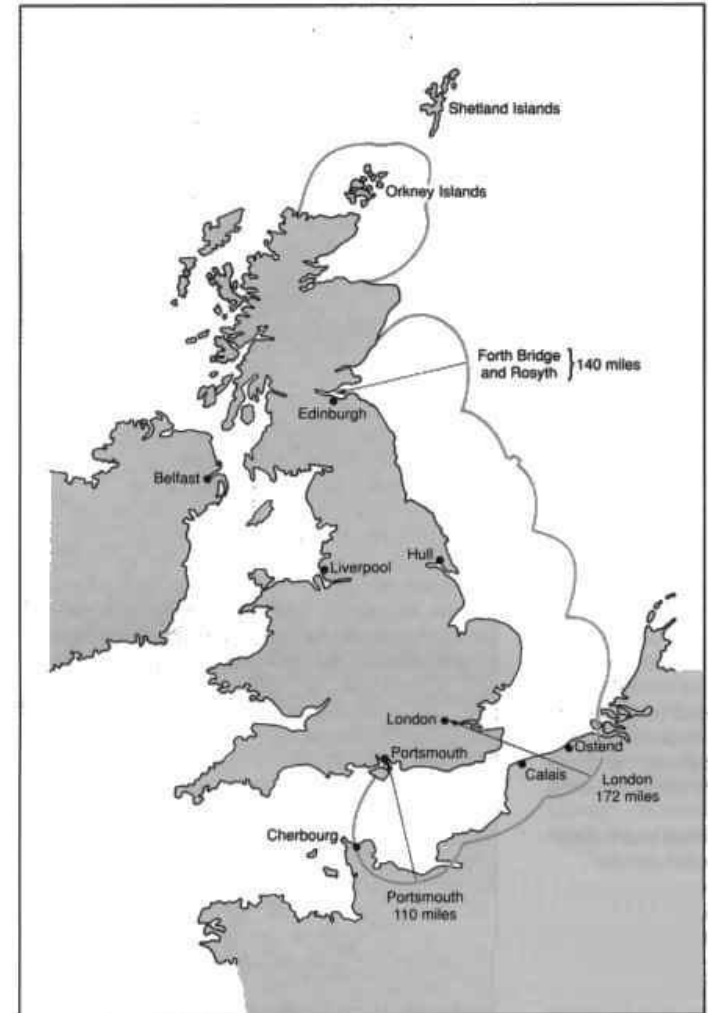 Shetland Islands
Orkney Islands
Forth Bridge
and Rosyth } 140 miles
Edinburgh
Belfast
Hull
Liverpool
London
Ostend
Portsmouth
Calais
London
172 miles
Cherbourg
Portsmouth
110 miles